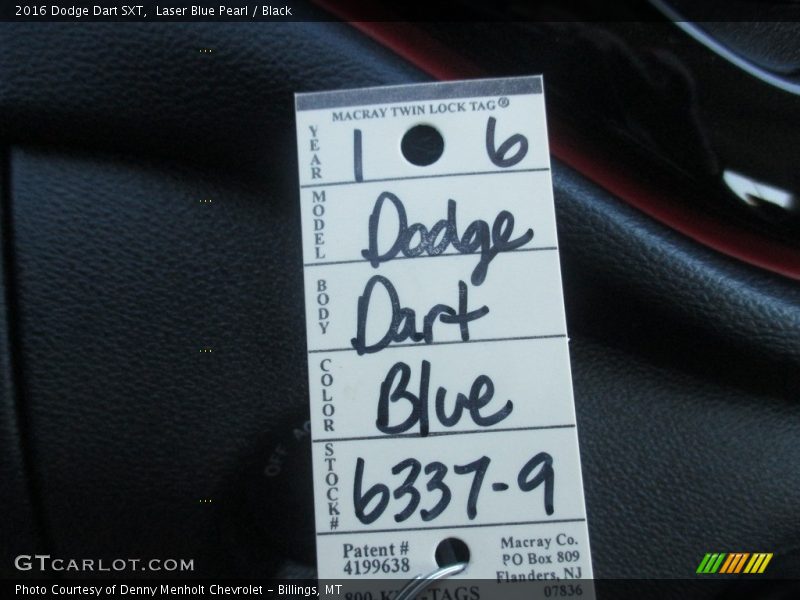 2016 Dodge Dart SXT,  Laser Blue Pearl / Black
MACRAY TWIN LOCK TAG®
YEAR 1 6
MODEL Dodge
BODY Dart
COLOR Blue
STOCK# 6337-9
Patent #
4199638
Macray Co.
PO Box 809
Flanders, NJ
07836
-TAGS
GTCARLOT.COM
Photo Courtesy of Denny Menholt Chevrolet – Billings, MT